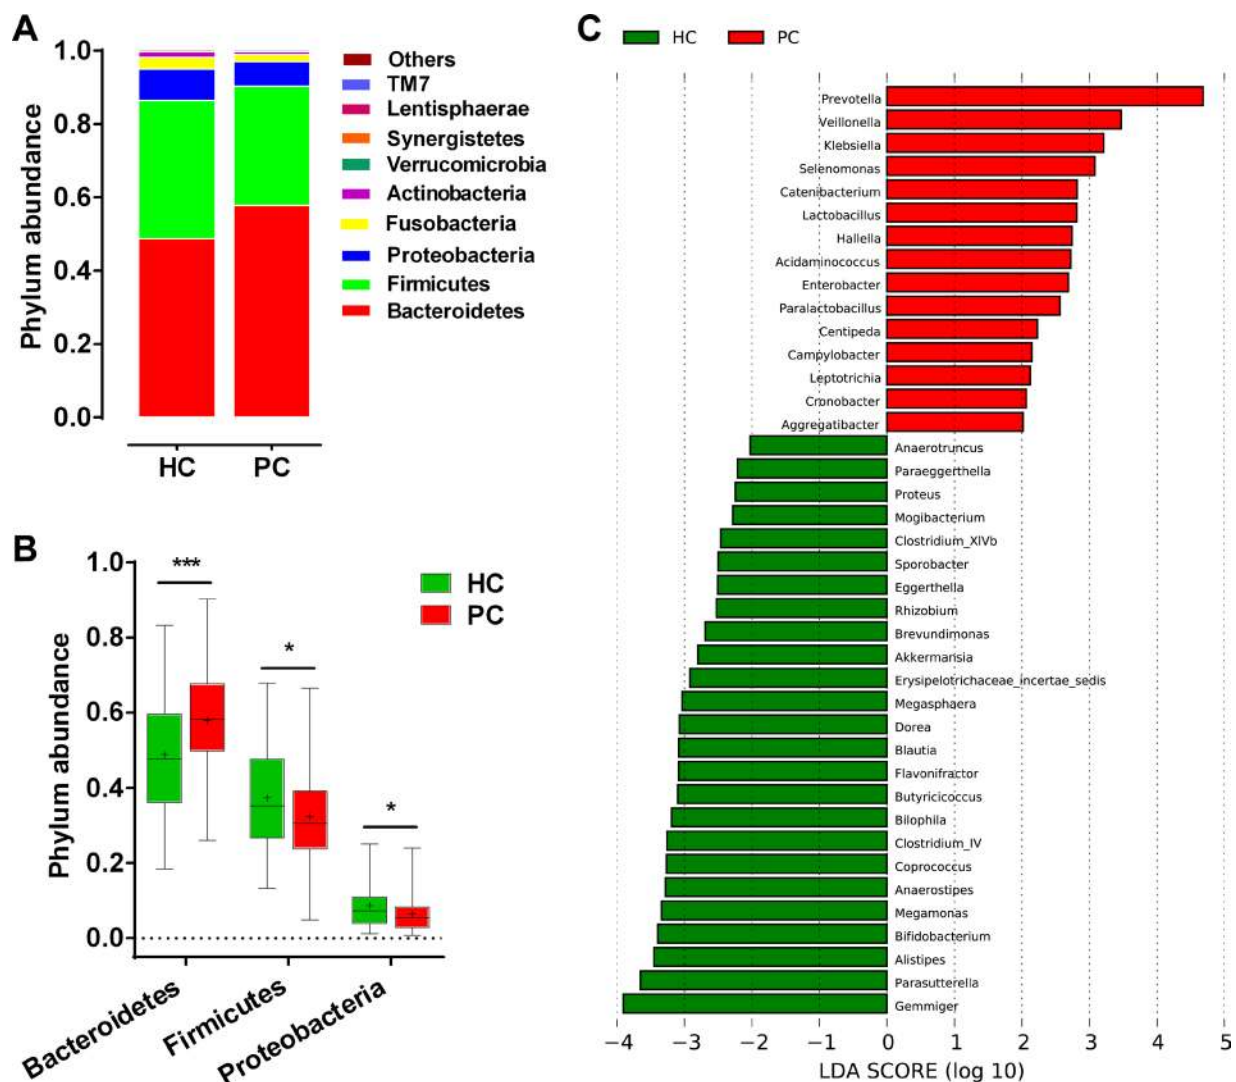 A
Phylum abundance
1.0
0.8
0.6
0.4
0.2
0.0
HC PC
Others
TM7
Lentisphaerae
Synergistetes
Verrucomicrobia
Actinobacteria
Fusobacteria
Proteobacteria
Firmicutes
Bacteroidetes
B
Phylum abundance
1.0
0.8
0.6
0.4
0.2
0.0
***
*
*
HC
PC
Bacteroidetes
Firmicutes
Proteobacteria
C
HC PC
Prevotella
Veillonella
Klebsiella
Selenomonas
Catenibacterium
Lactobacillus
Hallella
Acidaminococcus
Enterobacter
Paralactobacillus
Centipeda
Campylobacter
Leptotrichia
Cronobacter
Aggregatibacter
Anaerotruncus
Paraeggerthella
Proteus
Mogibacterium
Clostridium_XlVb
Sporobacter
Eggerthella
Rhizobium
Brevundimonas
Akkermansia
Erysipelotrichaceae_incertae_sedis
Megasphaera
Dorea
Blautia
Flavonifractor
Butyricicoccus
Bilophila
Clostridium_IV
Coprococcus
Anaerostipes
Megamonas
Bifidobacterium
Alistipes
Parasutterella
Gemmiger
−4 −3 −2 −1 0 1 2 3 4 5
LDA SCORE (log 10)